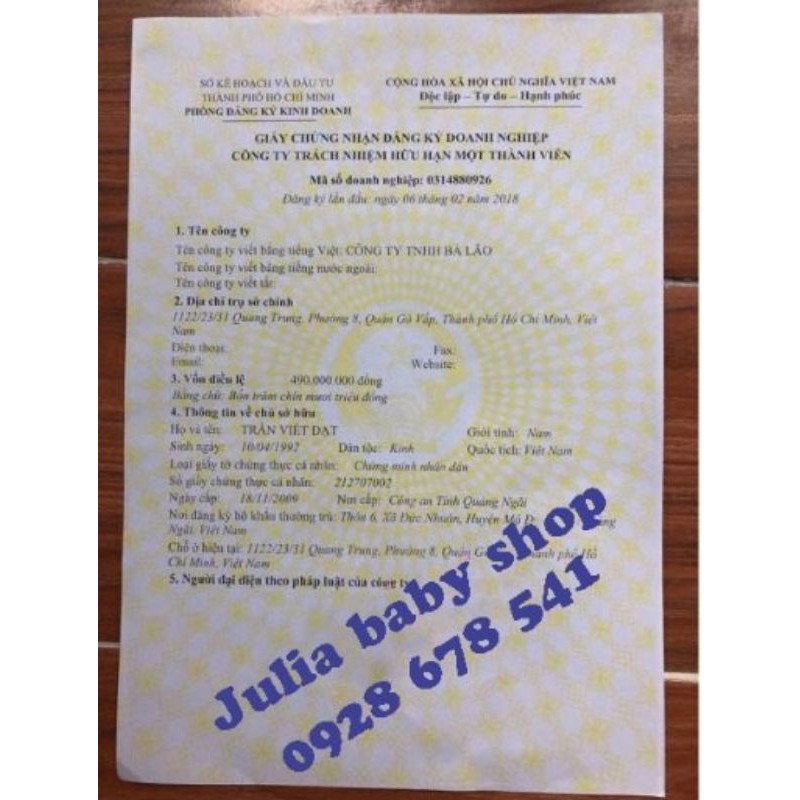 SỞ KẾ HOẠCH VÀ ĐẦU TƯ
THÀNH PHỐ HỒ CHÍ MINH
PHÒNG ĐĂNG KÝ KINH DOANH
CỘNG HÒA XÃ HỘI CHỦ NGHĨA VIỆT NAM
Độc lập – Tự do – Hạnh phúc
GIẤY CHỨNG NHẬN ĐĂNG KÝ DOANH NGHIỆP
CÔNG TY TRÁCH NHIỆM HỮU HẠN MỘT THÀNH VIÊN
Mã số doanh nghiệp: 0314880926
Đăng ký lần đầu: ngày 06 tháng 02 năm 2018
1. Tên công ty
Tên công ty viết bằng tiếng Việt: CÔNG TY TNHH BÀ LÃO
Tên công ty viết bằng tiếng nước ngoài:
Tên công ty viết tắt:
2. Địa chỉ trụ sở chính
1122/23/31 Quang Trung, Phường 8, Quận Gò Vấp, Thành phố Hồ Chí Minh, Việt
Nam
Điện thoại: Fax:
Email: Website:
3. Vốn điều lệ 490.000.000 đồng
Bằng chữ: Bốn trăm chín mươi triệu đồng
4. Thông tin về chủ sở hữu
Họ và tên: TRẦN VIẾT ĐẠT Giới tính: Nam
Sinh ngày: 10/04/1992 Dân tộc: Kinh Quốc tịch: Việt Nam
Loại giấy tờ chứng thực cá nhân: Chứng minh nhân dân
Số giấy chứng thực cá nhân: 212707002
Ngày cấp: 18/11/2009 Nơi cấp: Công an Tỉnh Quảng Ngãi
Nơi đăng ký hộ khẩu thường trú: Thôn 6, Xã Đức Nhuận, Huyện Mộ
Ngãi, Việt Nam
Chỗ ở hiện tại: 1122/23/31 Quang Trung, Phường 8, Quận phố Hồ
Chí Minh, Việt Nam
5. Người đại diện theo pháp luật của công ty
Julia baby shop
0928 678 541